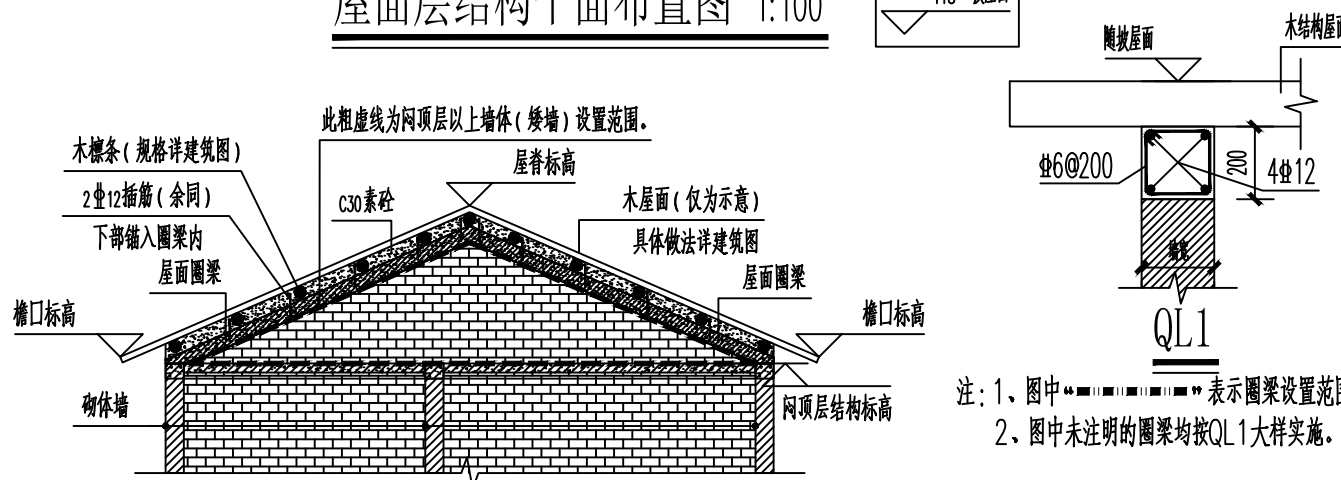 屋面层结构平面布置图 1:100
此粗虚线为闷顶层以上墙体(矮墙)设置范围。
木檩条(规格详建筑图)
2⌽12插筋(余同)
下部锚入圈梁内
屋面圈梁
檐口标高
砌体墙
C30素砼
屋脊标高
木屋面(仅为示意)
具体做法详建筑图
屋面圈梁
檐口标高
闷顶层结构标高
随坡屋面
木结构屋面
⌽6@200
200
4⌽12
墙宽
QL1
注:1、图中“ ”表示圈梁设置范围
2、图中未注明的圈梁均按QL1大样实施。